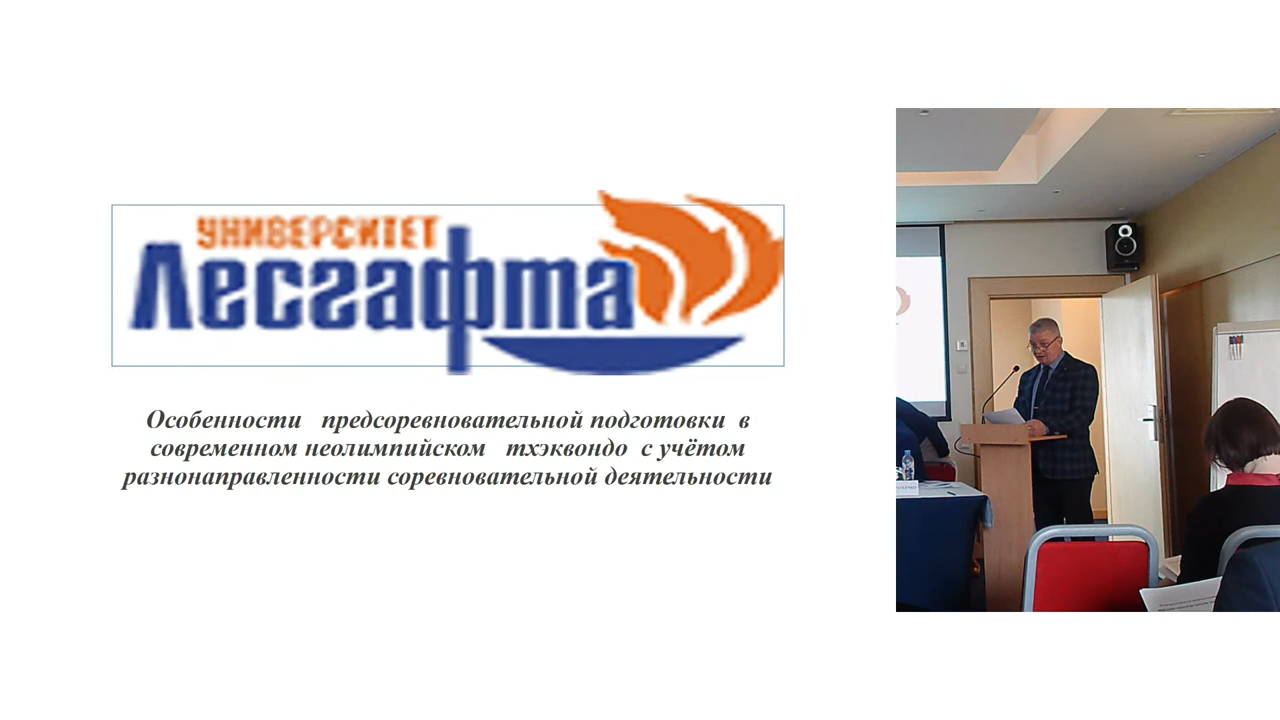 УНИВЕРСИТЕТ
Лесгафта
Особенности предсоревновательной подготовки в
современном неолимпийском тхэквондо с учётом
разнонаправленности соревновательной деятельности